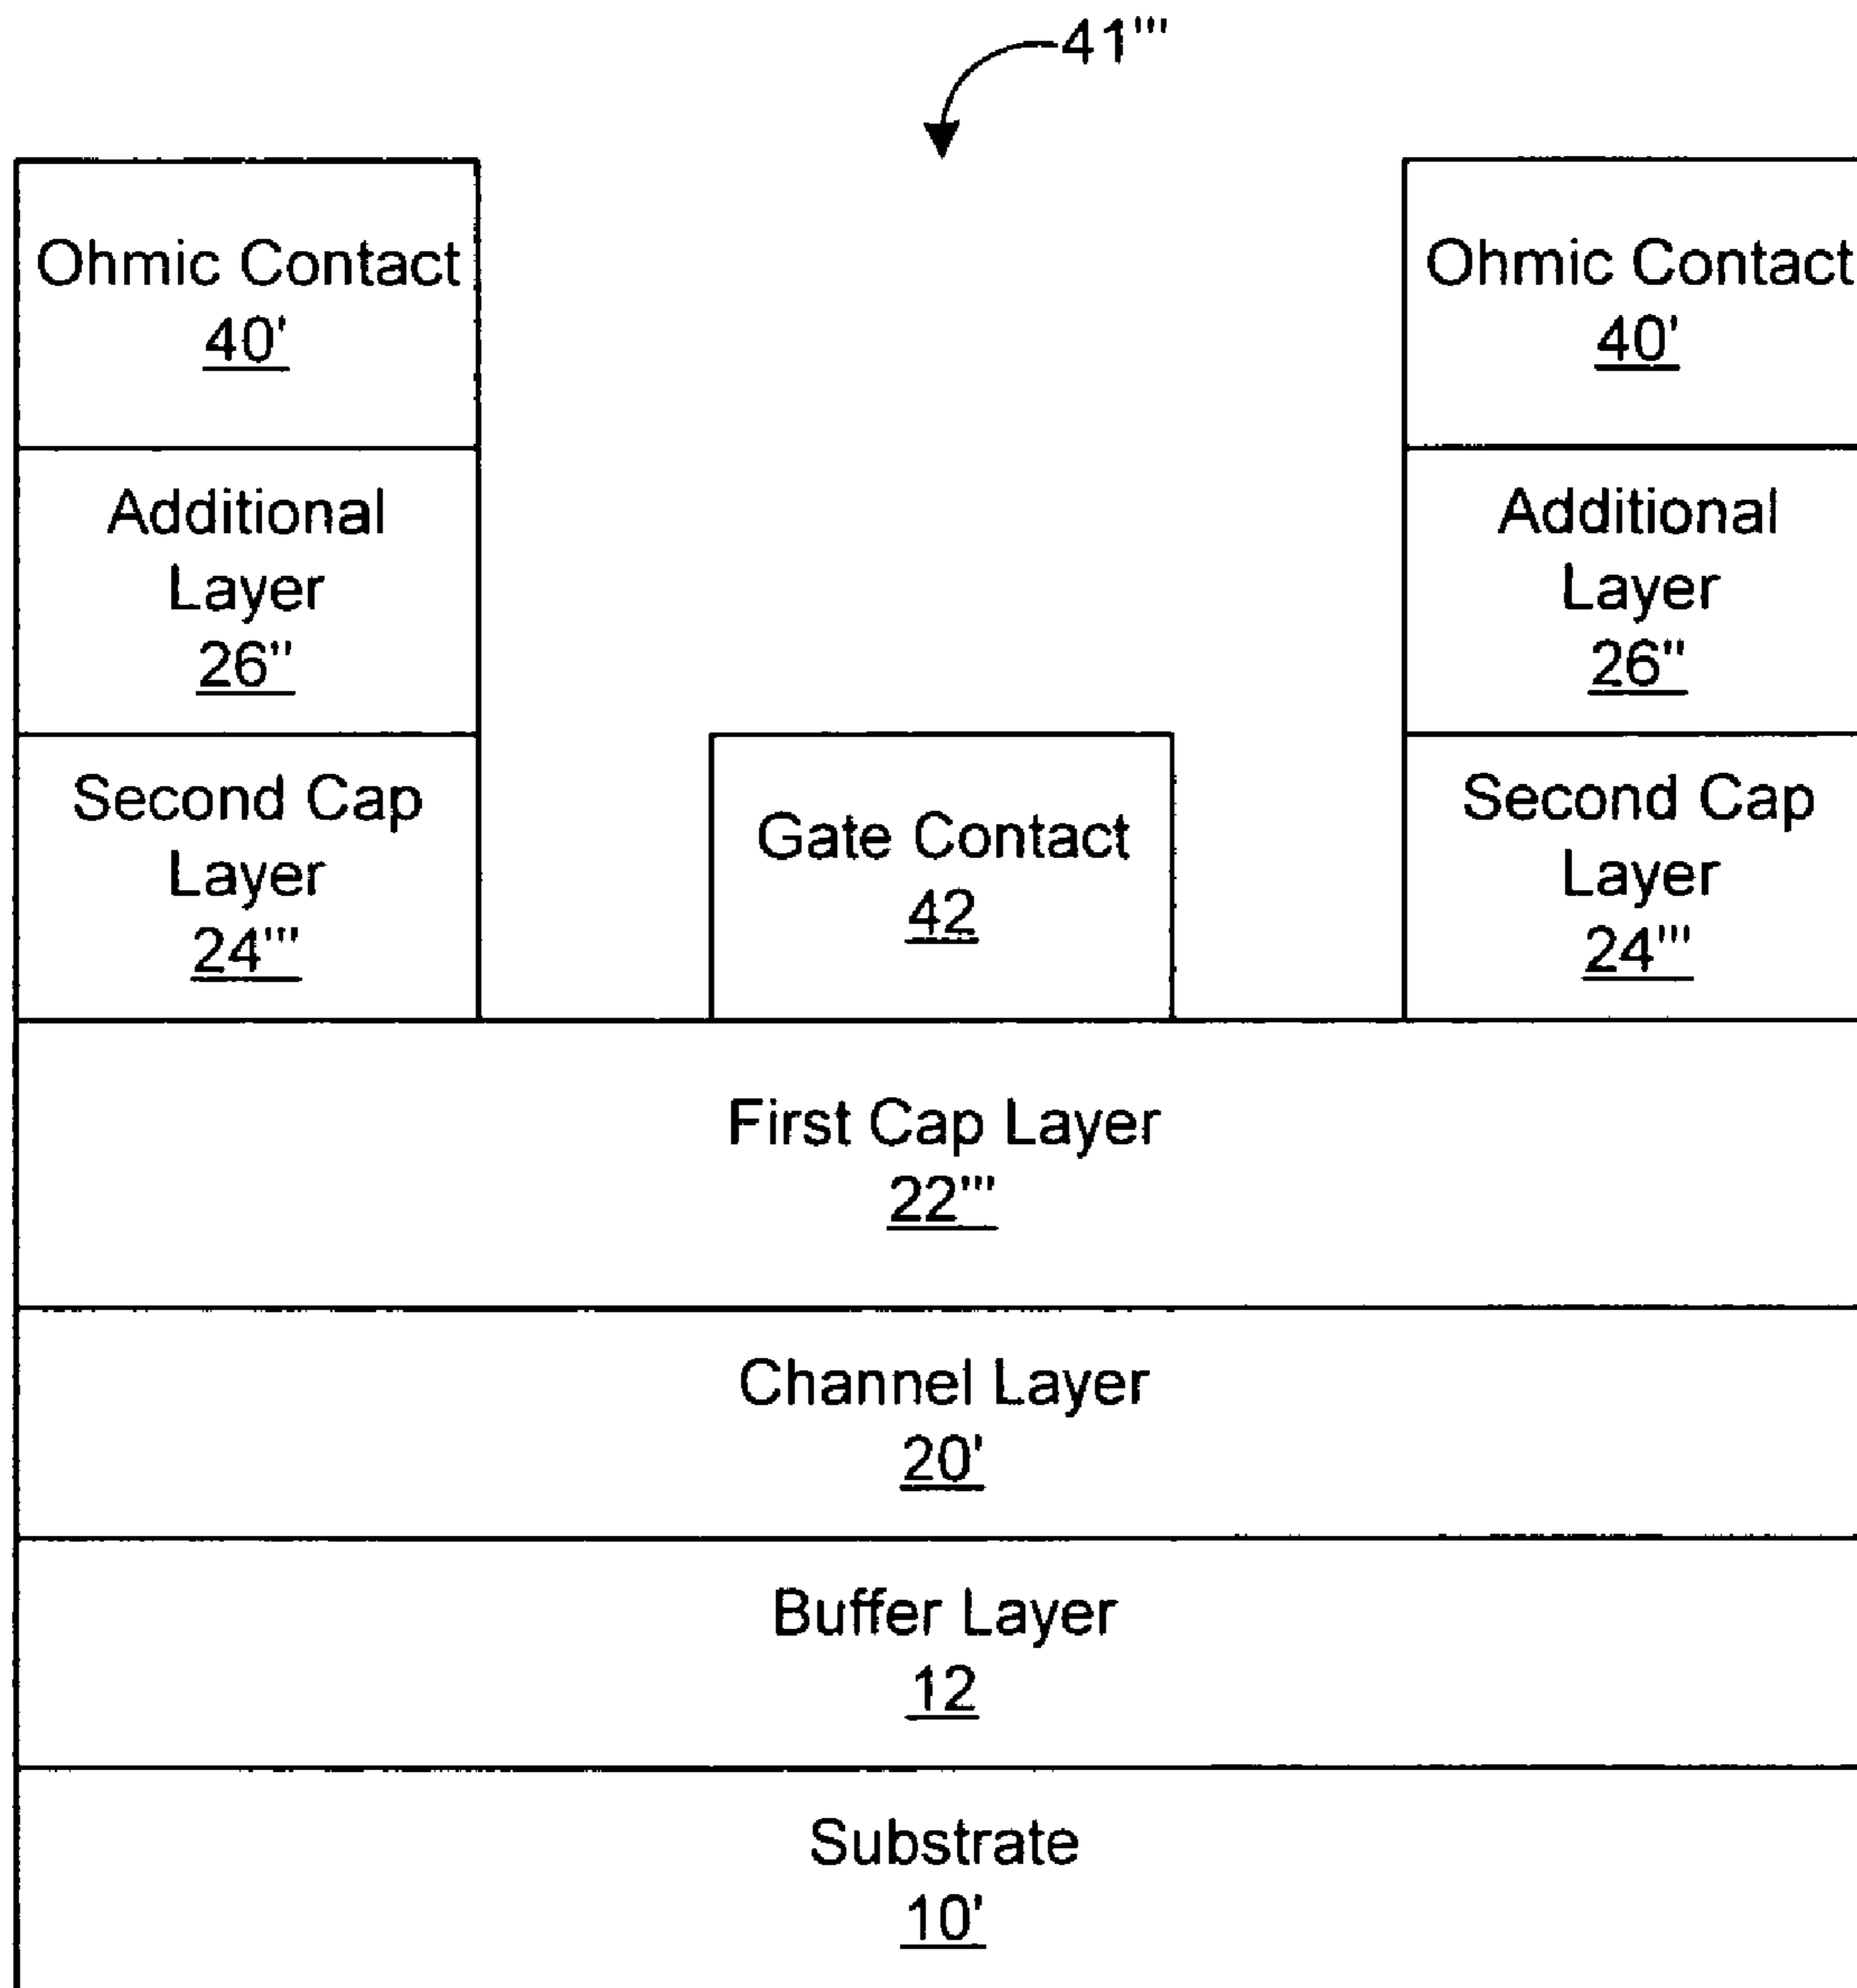 41'''
Ohmic Contact
40'
Ohmic Contact
40'
Additional
Layer
26"
Additional
Layer
26"
Second Cap
Layer
24'''
Gate Contact
42
Second Cap
Layer
24'''
First Cap Layer
22'''
Channel Layer
20'
Buffer Layer
12
Substrate
10'